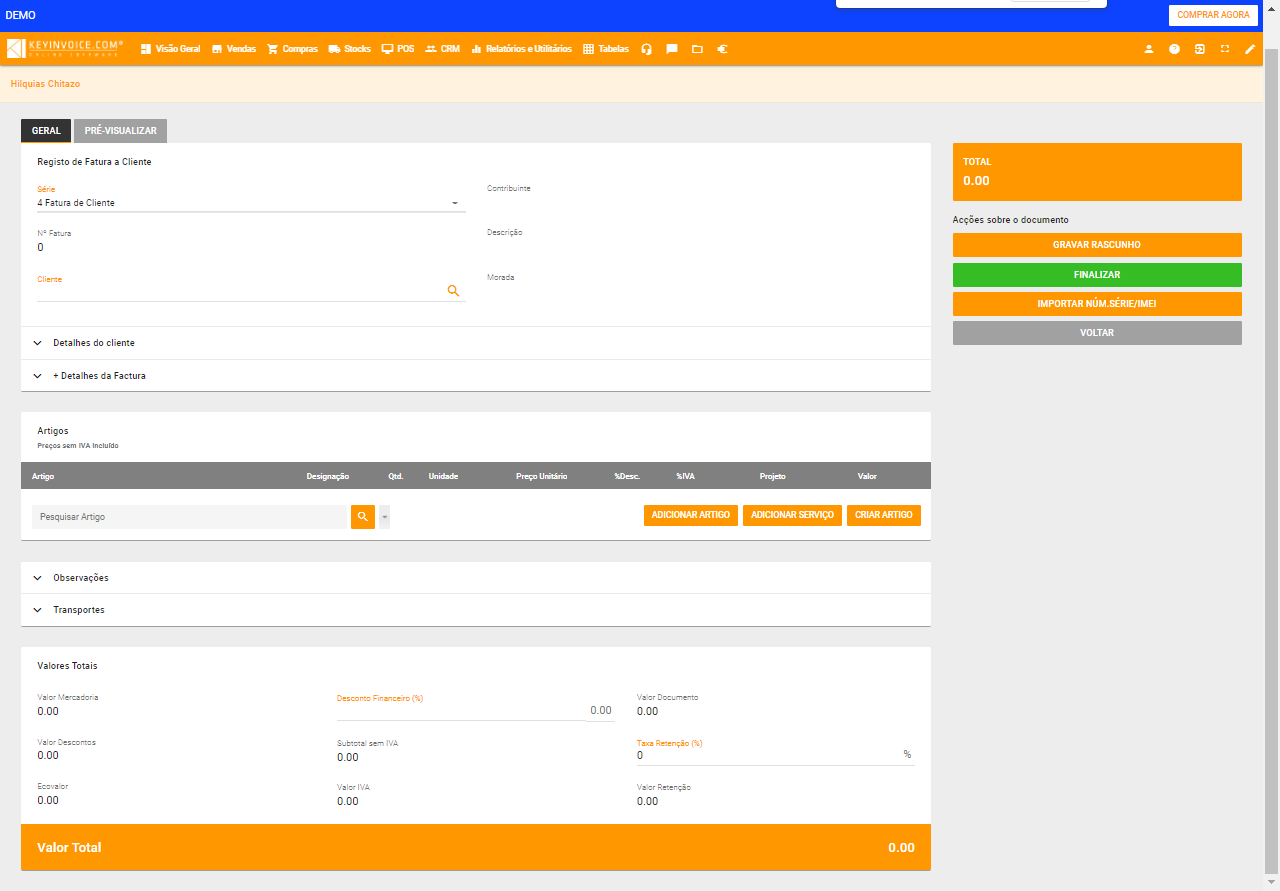 DEMO
COMPRAR AGORA
KEYINVOICE.COM®
ONLINE SOFTWARE
Visão Geral
Vendas
Compras
Stocks
POS
CRM
Relatórios e Utilitários
Tabelas
Hilquias Chitazo
GERAL
PRÉ-VISUALIZAR
Registo de Fatura a Cliente
Série
4 Fatura de Cliente
Contribuinte
Nº Fatura
0
Descrição
Cliente
Morada
Detalhes do cliente
+ Detalhes da Factura
TOTAL
0.00
Acções sobre o documento
GRAVAR RASCUNHO
FINALIZAR
IMPORTAR NÚM.SÉRIE/IMEI
VOLTAR
Artigos
Preços sem IVA Incluído
Artigo Designação Qtd. Unidade Preço Unitário %Desc. %IVA Projeto Valor
Pesquisar Artigo
ADICIONAR ARTIGO
ADICIONAR SERVIÇO
CRIAR ARTIGO
Observações
Transportes
Valores Totais
Valor Mercadoria
0.00
Desconto Financeiro (%)
0.00
Valor Documento
0.00
Valor Descontos
0.00
Subtotal sem IVA
0.00
Taxa Retenção (%)
0 %
Ecovalor
0.00
Valor IVA
0.00
Valor Retenção
0.00
Valor Total 0.00